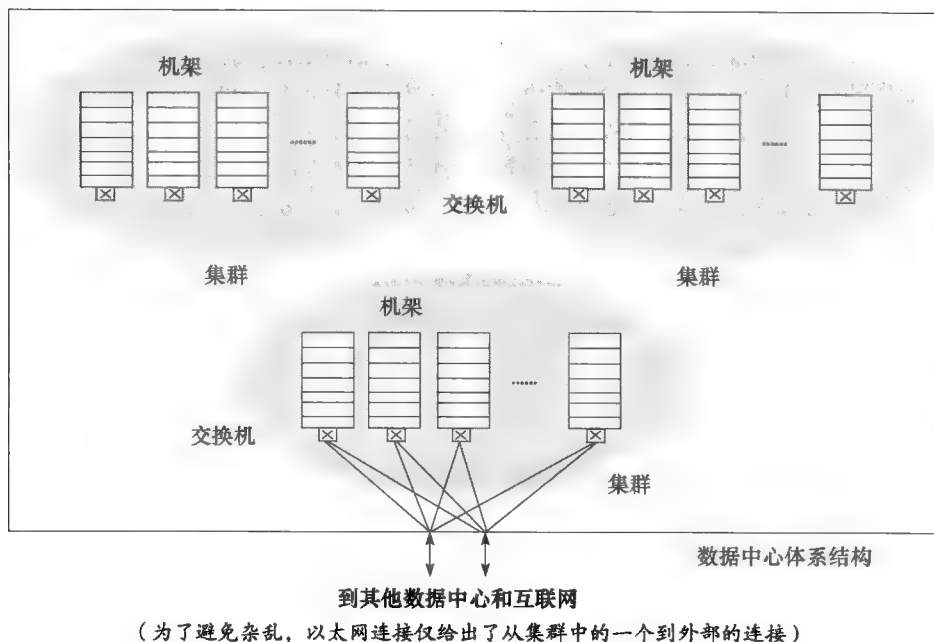 机架
机架
......
......
交换机
集群
集群
机架
......
交换机
集群
数据中心体系结构
到其他数据中心和互联网
(为了避免杂乱，以太网连接仅给出了从集群中的一个到外部的连接)